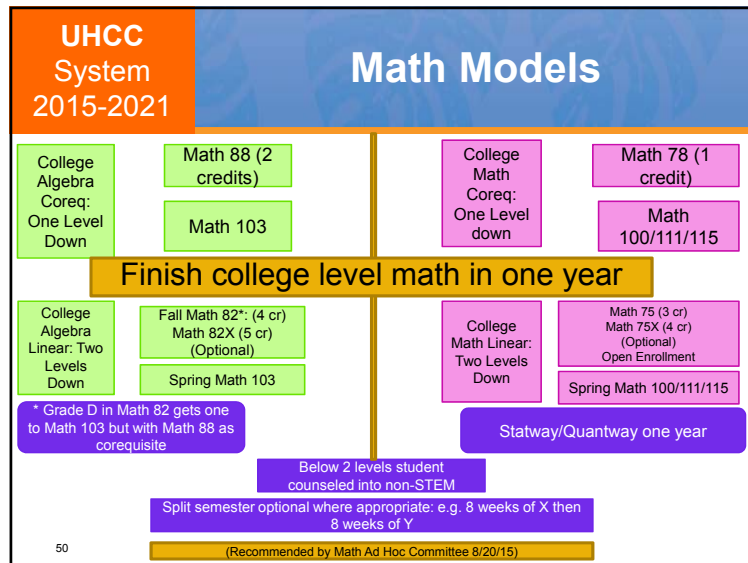 UHCC
System
2015-2021
Math Models
College
Algebra
Coreq:
One Level
Down
Math 88 (2
credits)
Math 103
College
Math
Coreq:
One Level
down
Math 78 (1
credit)
Math
100/111/115
Finish college level math in one year
College
Algebra
Linear: Two
Levels
Down
Fall Math 82*: (4 cr)
Math 82X (5 cr)
(Optional)
Spring Math 103
College
Math Linear:
Two Levels
Down
Math 75 (3 cr)
Math 75X (4 cr)
(Optional)
Open Enrollment
Spring Math 100/111/115
* Grade D in Math 82 gets one
to Math 103 but with Math 88 as
corequisite
Statway/Quantway one year
Below 2 levels student
counseled into non-STEM
Split semester optional where appropriate: e.g. 8 weeks of X then
8 weeks of Y
50
(Recommended by Math Ad Hoc Committee 8/20/15)